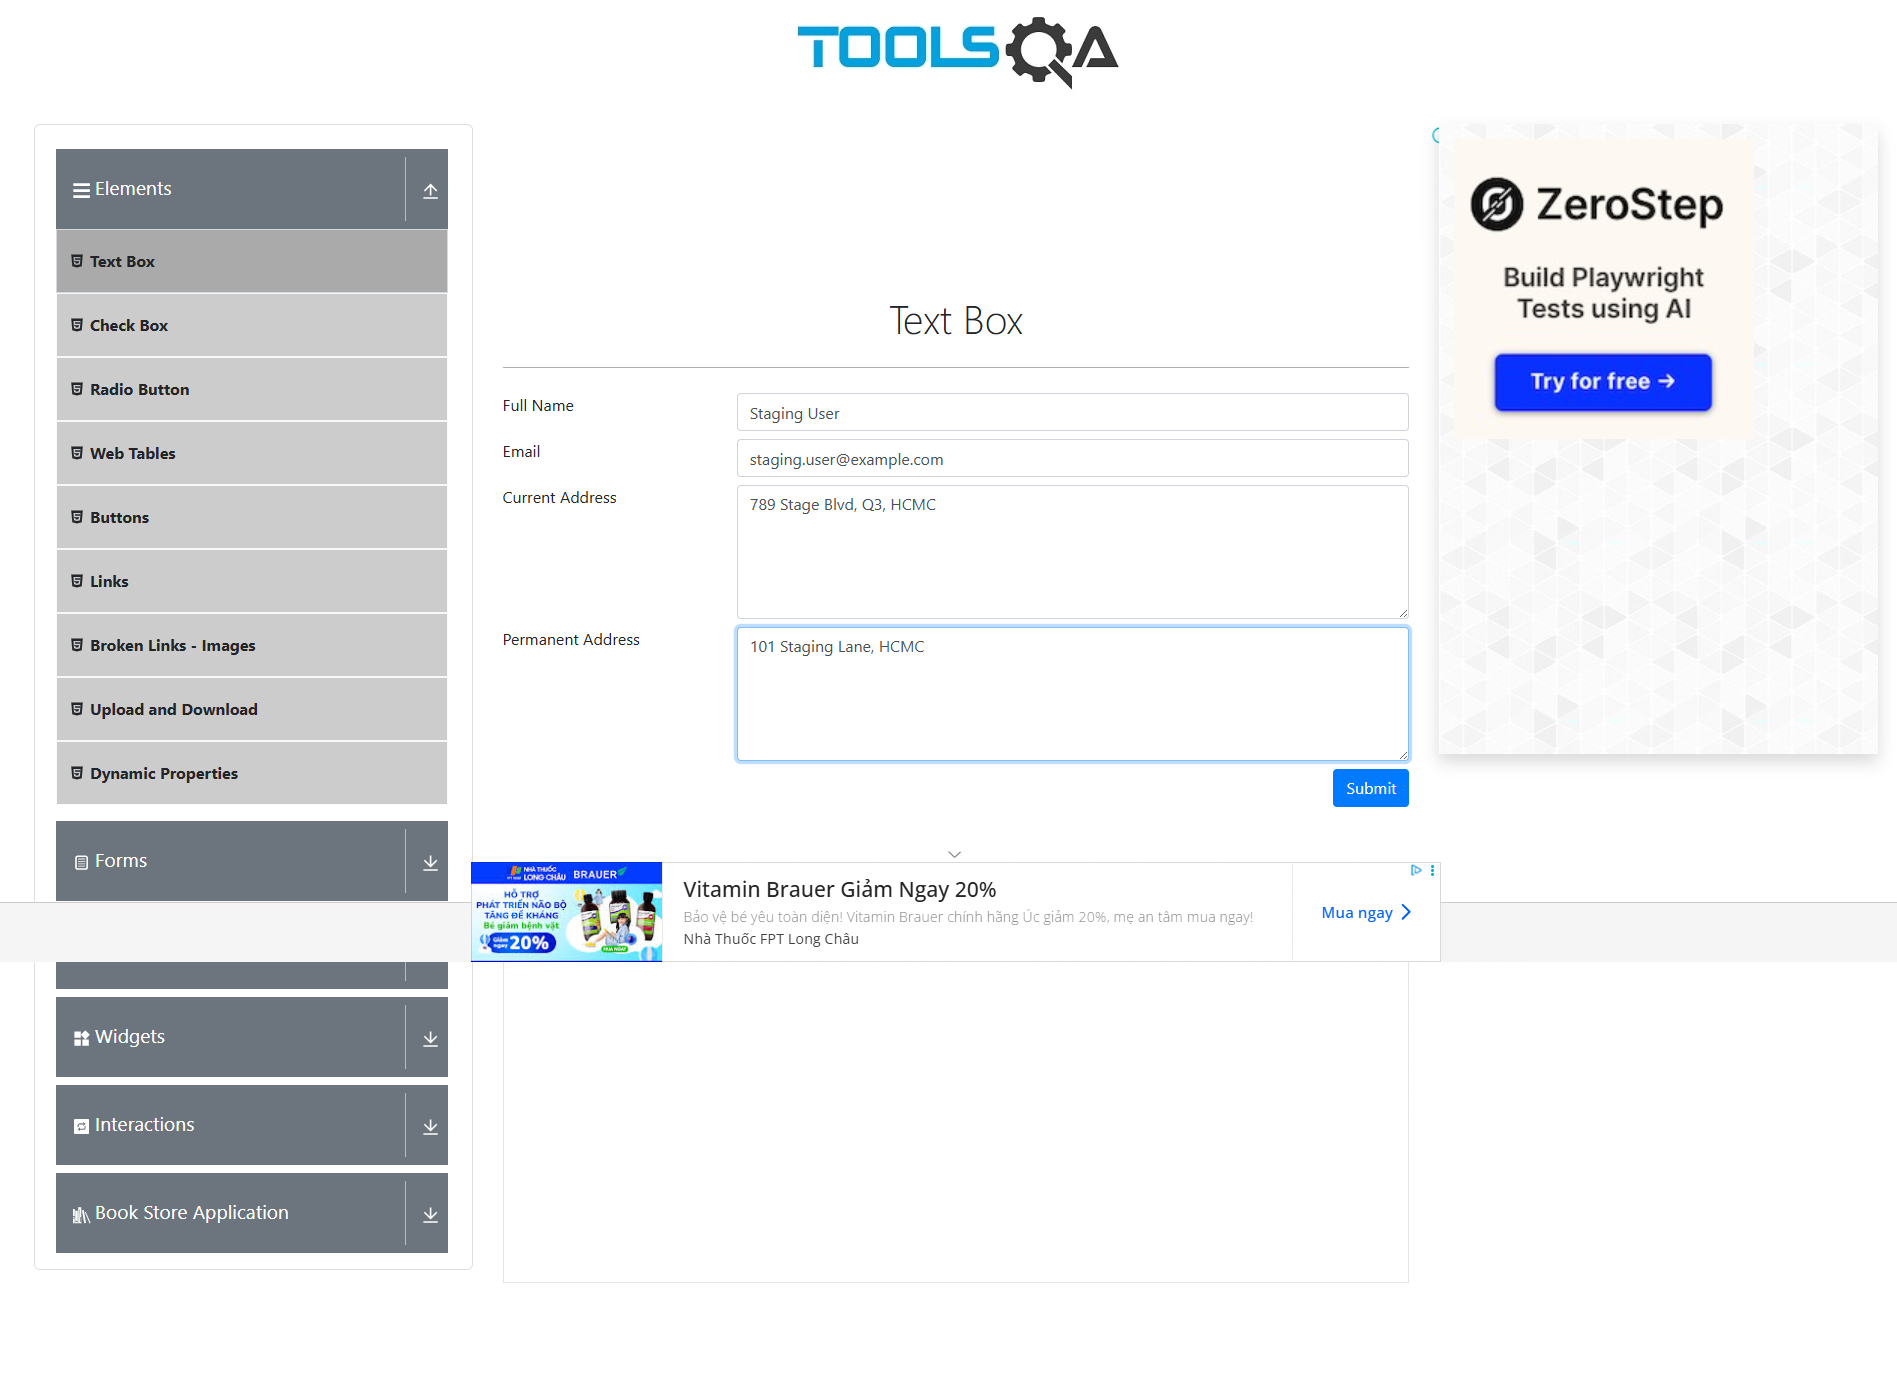 TOOLSQA
Elements
Text Box
Check Box
Radio Button
Web Tables
Buttons
Links
Broken Links - Images
Upload and Download
Dynamic Properties
Forms
Widgets
Interactions
Book Store Application
Text Box
Full Name
Staging User
Email
staging.user@example.com
Current Address
789 Stage Blvd, Q3, HCMC
Permanent Address
101 Staging Lane, HCMC
Submit
ZeroStep
Build Playwright
Tests using AI
Try for free →
NHÀ THUỐC
LONG CHÂU
BRAUER
HỖ TRỢ
PHÁT TRIỂN NÃO BỘ
TĂNG ĐỀ KHÁNG
Bé giảm bệnh vặt
Giảm
ngay
20%
MUA NGAY
Vitamin Brauer Giảm Ngay 20%
Bảo vệ bé yêu toàn diện! Vitamin Brauer chính hãng Úc giảm 20%, mẹ an tâm mua ngay!
Nhà Thuốc FPT Long Châu
Mua ngay